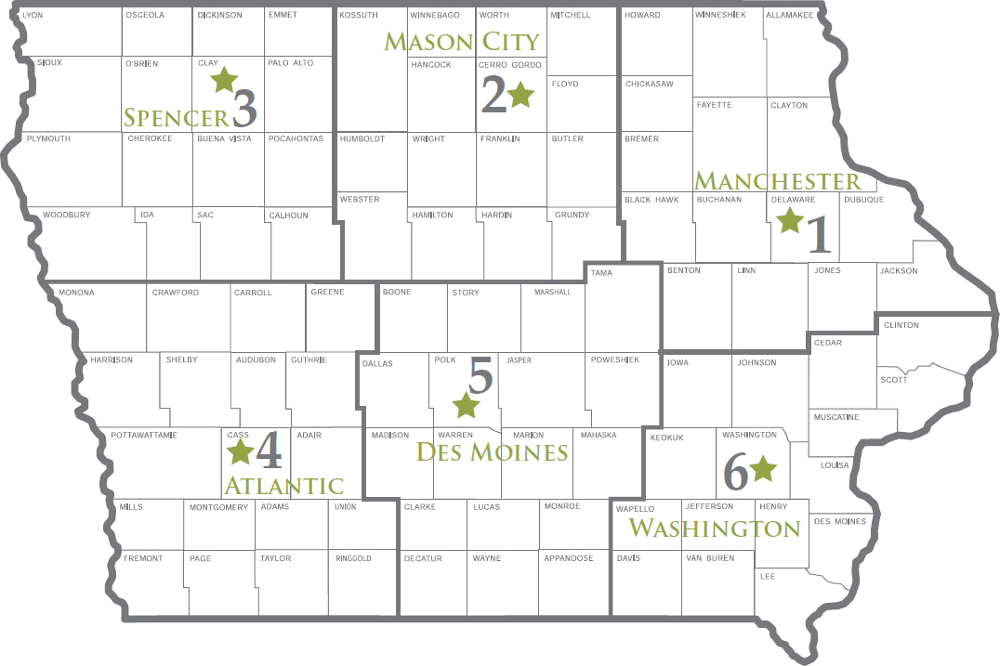 LYON OSCEOLA DICKINSON EMMET KOSSUTH WINNEBAGO WORTH MITCHELL HOWARD WINNESHIEK ALLAMAKEE
MASON CITY
SIOUX O'BRIEN CLAY PALO ALTO HANCOCK CERRO GORDO
FLOYD CHICKASAW
2
3
SPENCER
FAYETTE CLAYTON
PLYMOUTH CHEROKEE BUENA VISTA POCAHONTAS HUMBOLDT WRIGHT FRANKLIN BUTLER BREMER
MANCHESTER
WEBSTER BLACK HAWK BUCHANAN DELAWARE DUBUQUE
WOODBURY IDA SAC CALHOUN HAMILTON HARDIN GRUNDY
1
TAMA BENTON LINN JONES JACKSON
MONONA CRAWFORD CARROLL GREENE BOONE STORY MARSHALL
CLINTON
CEDAR
HARRISON SHELBY AUDUBON GUTHRIE DALLAS POLK JASPER POWESHIEK IOWA JOHNSON
5
SCOTT
MUSCATINE
POTTAWATTAMIE CASS ADAIR MADISON WARREN MARION MAHASKA KEOKUK WASHINGTON
4
DES MOINES
LOUISA
6
ATLANTIC
MILLS MONTGOMERY ADAMS UNION CLARKE LUCAS MONROE WAPELLO JEFFERSON HENRY
DES MOINES
WASHINGTON
FREMONT PAGE TAYLOR RINGGOLD DECATUR WAYNE APPANOOSE DAVIS VAN BUREN
LEE